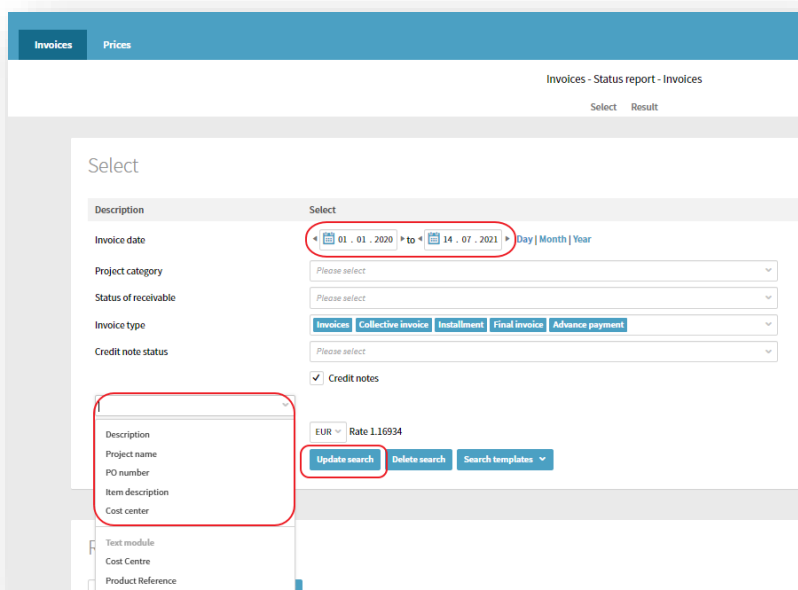 Invoices Prices
Invoices - Status report - Invoices
Select Result
Select
Description Select
Invoice date 01 . 01 . 2020 to 14 . 07 . 2021 Day | Month | Year
Project category Please select
Status of receivable Please select
Invoice type Invoices Collective invoice Installment Final invoice Advance payment
Credit note status Please select
Credit notes
EUR Rate 1.16934
Update search Delete search Search templates
Description
Project name
PO number
Item description
Cost center
Text module
Cost Centre
Product Reference